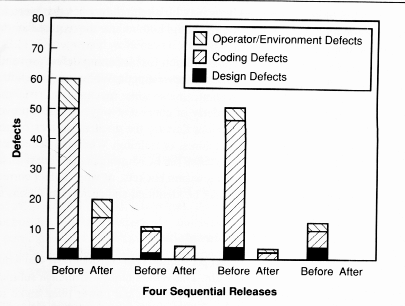 80
70
60
50
40
30
20
10
0
Defects
Operator/Environment Defects
Coding Defects
Design Defects
Before After Before After Before After Before After
Four Sequential Releases